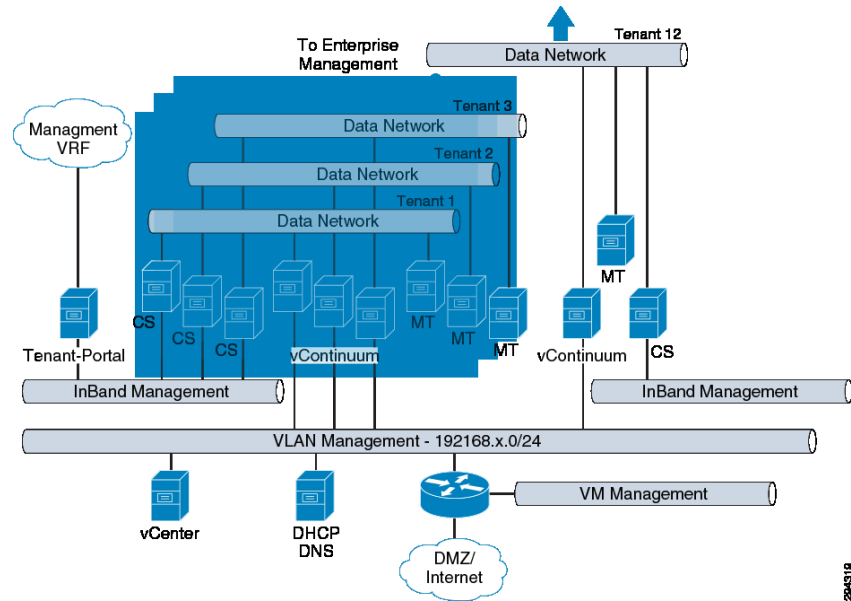 To Enterprise
Management
Tenant 12
Data Network
Tenant 3
Data Network
Managment
VRF
Tenant 2
Data Network
Tenant 1
Data Network
MT
CS
CS
CS
MT
MT
MT
Tenant-Portal
vContinuum
vContinuum
CS
InBand Management
InBand Management
VLAN Management - 192168.x.0/24
VM Management
vCenter
DHCP
DNS
DMZ/
Internet
294319